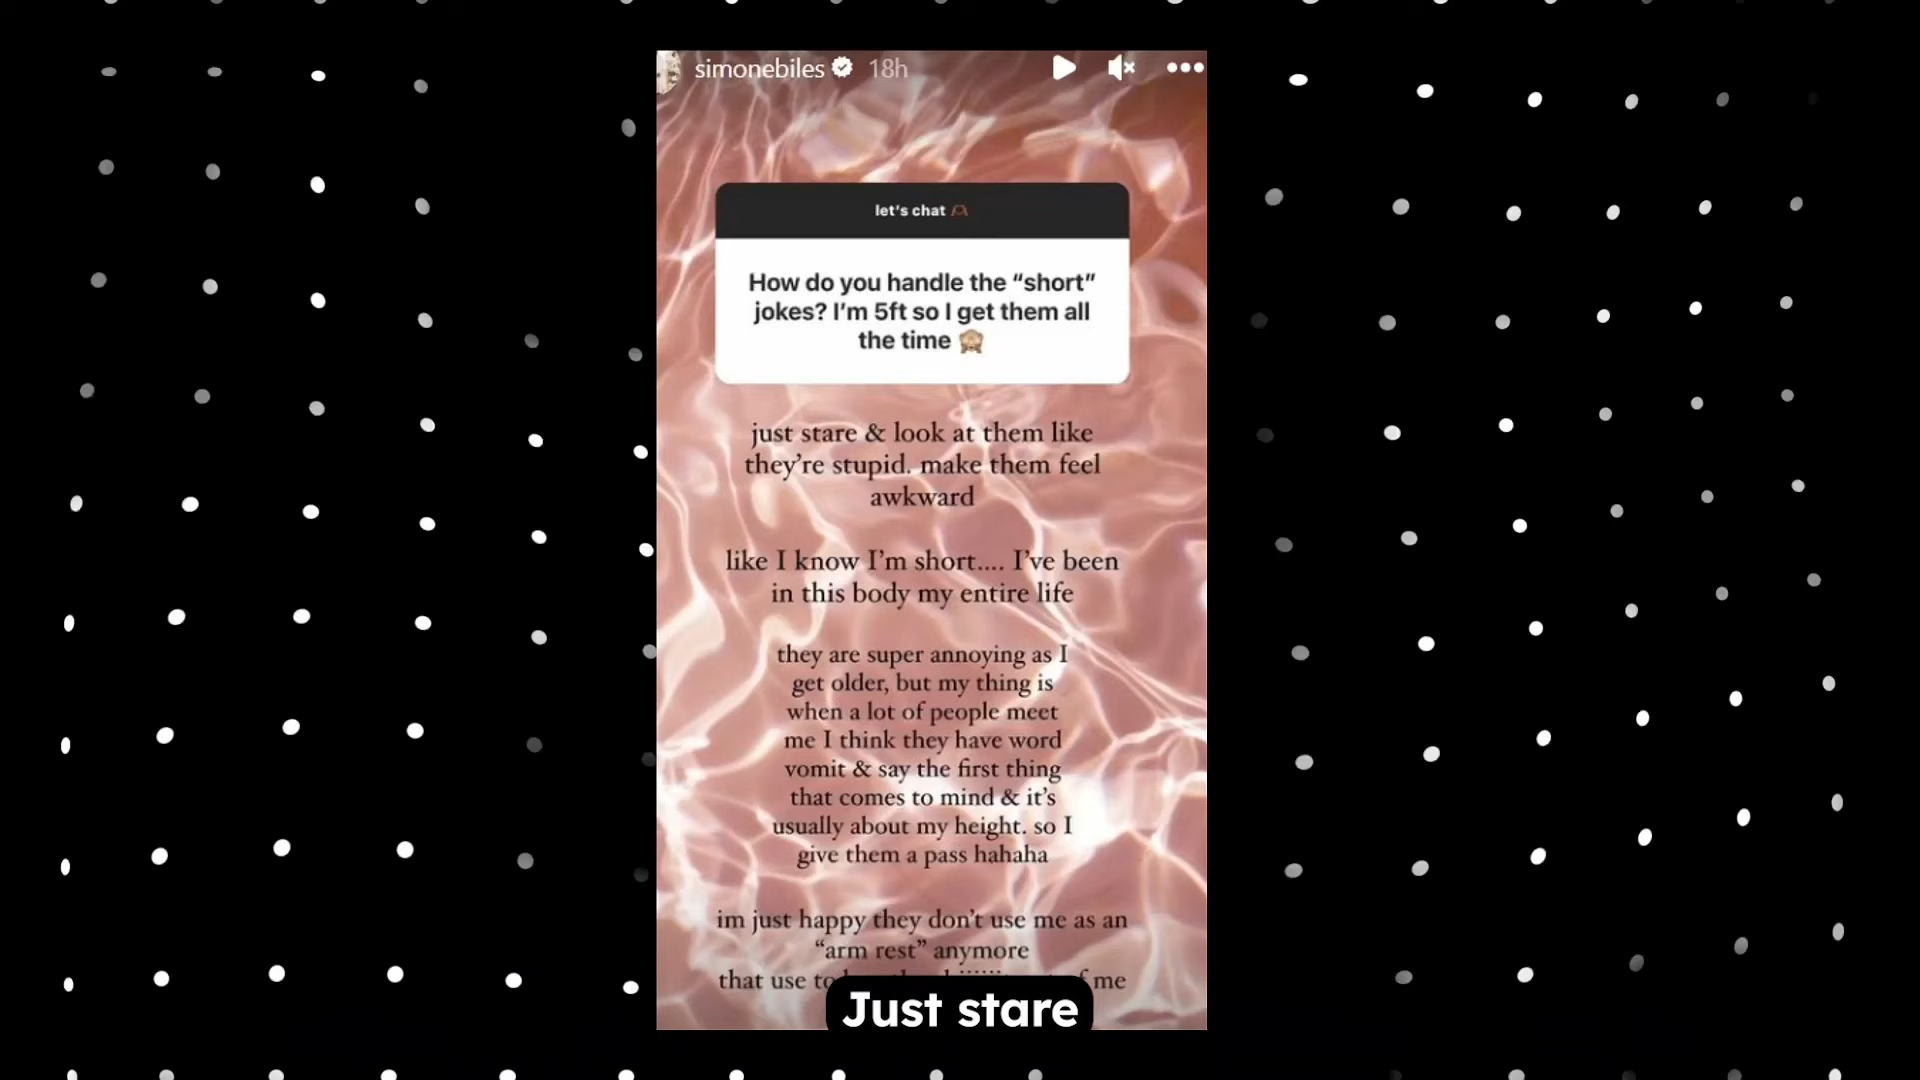 simonebiles 18h
let's chat
How do you handle the “short”
jokes? I'm 5ft so I get them all
the time 🙈
just stare & look at them like
they're stupid. make them feel
awkward
like I know I'm short.... I've been
in this body my entire life
they are super annoying as I
get older, but my thing is
when a lot of people meet
me I think they have word
vomit & say the first thing
that comes to mind & it's
usually about my height. so I
give them a pass hahaha
im just happy they don't use me as an
“arm rest” anymore
that use to me
Just stare